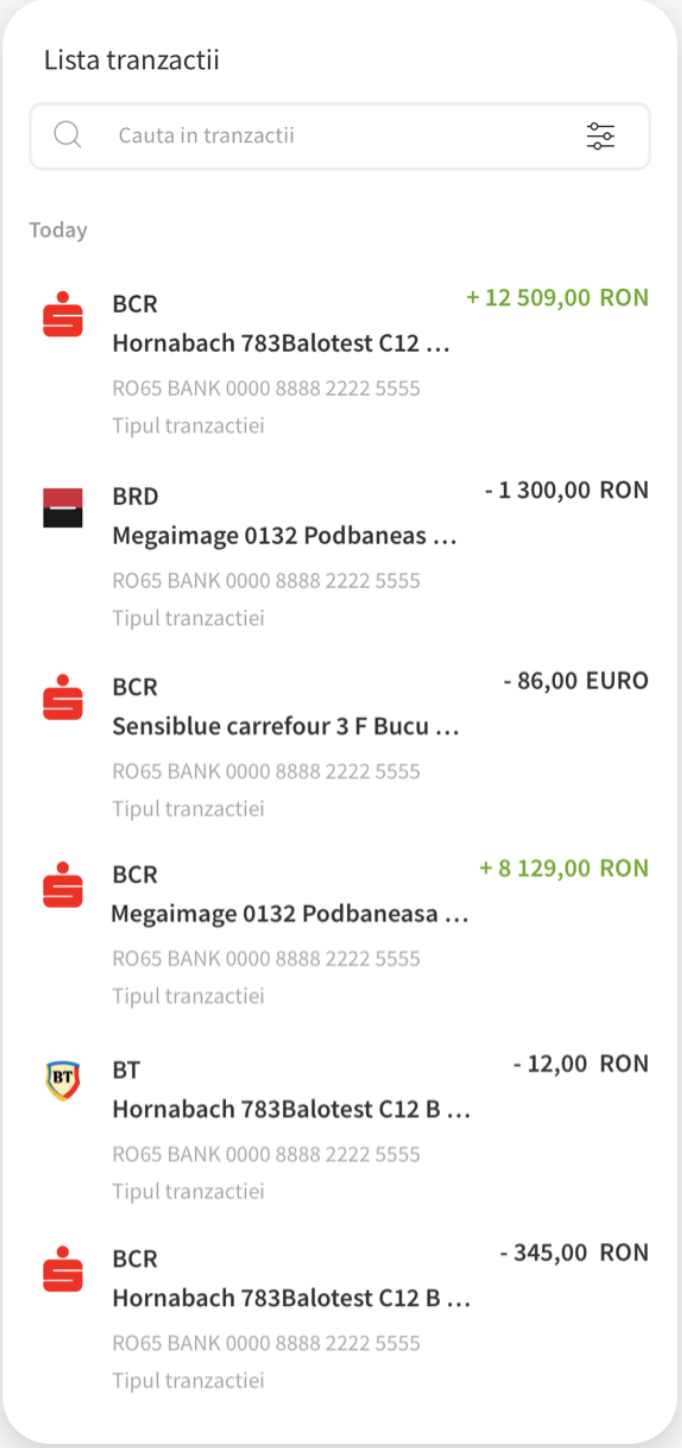 Lista tranzactii
Cauta in tranzactii
Today
BCR + 12 509,00 RON
Hornabach 783Balotest C12 ...
RO65 BANK 0000 8888 2222 5555
Tipul tranzactiei
BRD - 1 300,00 RON
Megaimage 0132 Podbaneas ...
RO65 BANK 0000 8888 2222 5555
Tipul tranzactiei
BCR - 86,00 EURO
Sensiblue carrefour 3 F Bucu ...
RO65 BANK 0000 8888 2222 5555
Tipul tranzactiei
BCR + 8 129,00 RON
Megaimage 0132 Podbaneasa ...
RO65 BANK 0000 8888 2222 5555
Tipul tranzactiei
BT BT - 12,00 RON
Hornabach 783Balotest C12 B ...
RO65 BANK 0000 8888 2222 5555
Tipul tranzactiei
BCR - 345,00 RON
Hornabach 783Balotest C12 B ...
RO65 BANK 0000 8888 2222 5555
Tipul tranzactiei